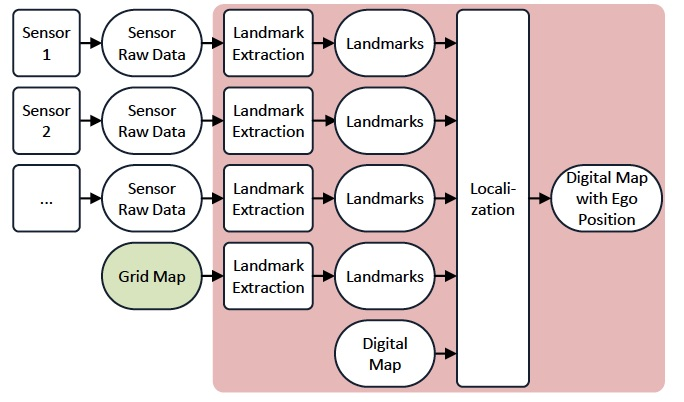 Sensor
1
Sensor
Raw Data
Landmark
Extraction
Landmarks
Sensor
2
Sensor
Raw Data
Landmark
Extraction
Landmarks
...
Sensor
Raw Data
Landmark
Extraction
Landmarks
Locali-
zation
Digital Map
with Ego
Position
Grid Map
Landmark
Extraction
Landmarks
Digital
Map